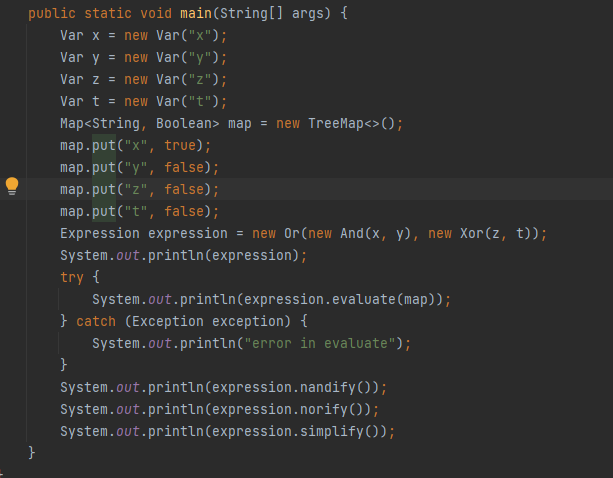 public static void main(String[] args) {
    Var x = new Var("x");
    Var y = new Var("y");
    Var z = new Var("z");
    Var t = new Var("t");
    Map<String, Boolean> map = new TreeMap<>();
    map.put("x", true);
    map.put("y", false);
    map.put("z", false);
    map.put("t", false);
    Expression expression = new Or(new And(x, y), new Xor(z, t));
    System.out.println(expression);
    try {
        System.out.println(expression.evaluate(map));
    } catch (Exception exception) {
        System.out.println("error in evaluate");
    }
    System.out.println(expression.nandify());
    System.out.println(expression.norify());
    System.out.println(expression.simplify());
}